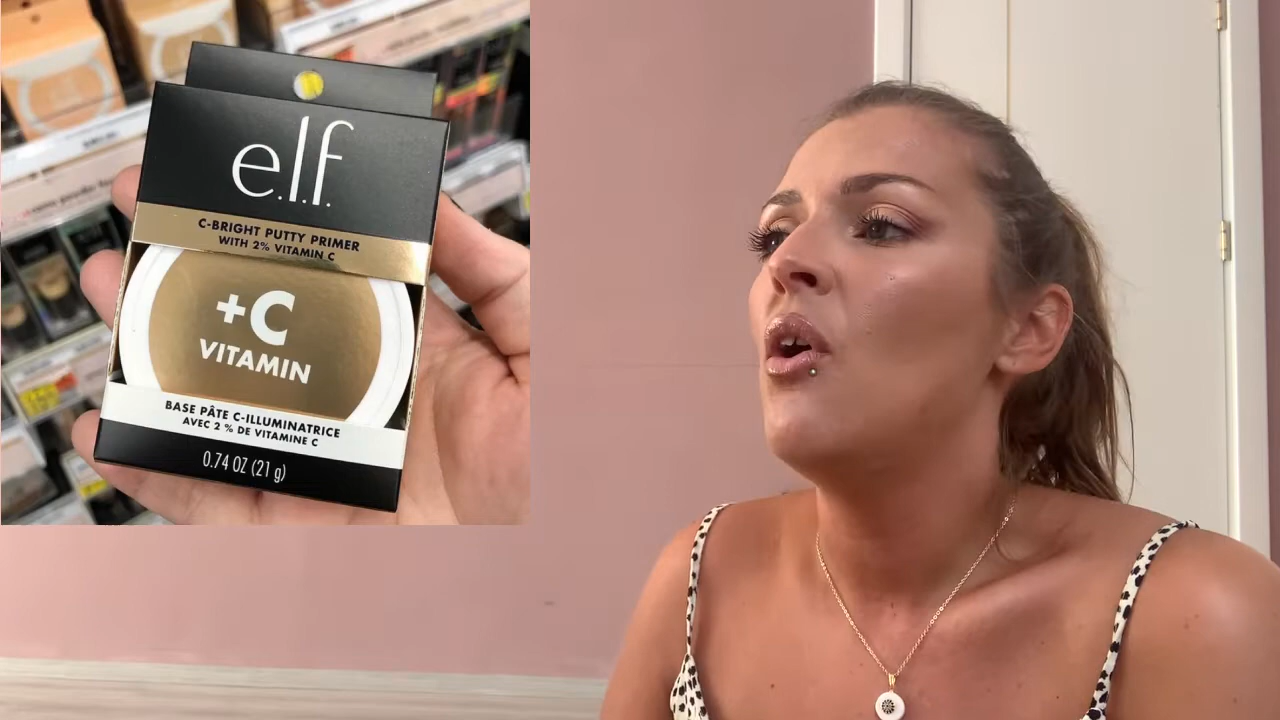 e.l.f.
C-BRIGHT PUTTY PRIMER
WITH 2% VITAMIN C
+C
VITAMIN
BASE PÂTE C-ILLUMINATRICE
AVEC 2 % DE VITAMINE C
0.74 OZ (21 g)